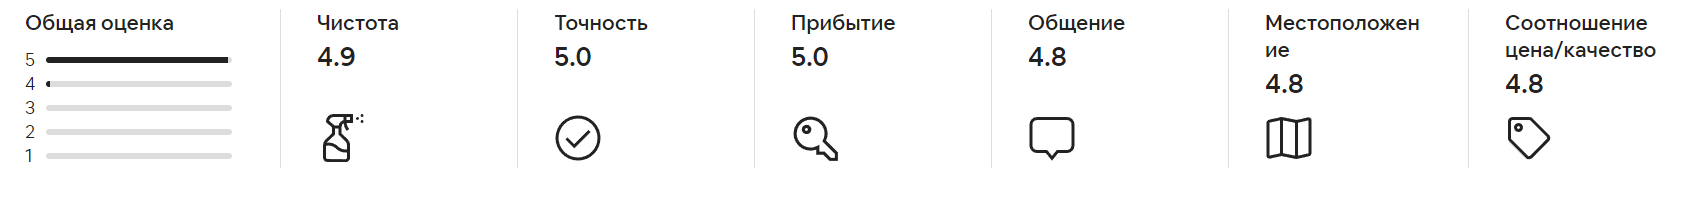 Общая оценка
5
4
3
2
1
Чистота
4.9
Точность
5.0
Прибытие
5.0
Общение
4.8
Местоположен
ие
4.8
Соотношение
цена/качество
4.8